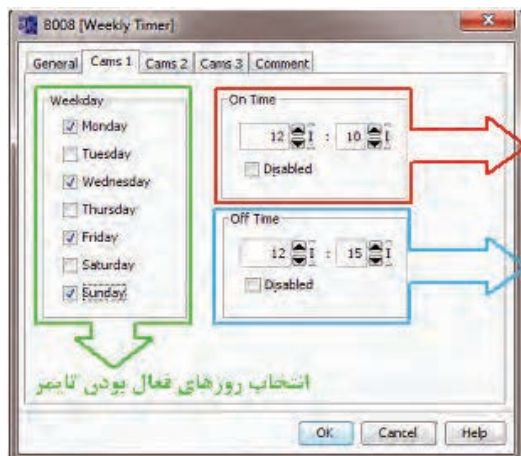 8008 [Weekly Timer]
General Cams 1 Cams 2 Cams 3 Comment
Weekday
Monday
Tuesday
Wednesday
Thursday
Friday
Saturday
Sunday
On Time
12 : 10
Disabled
Off Time
12 : 15
Disabled
انتخاب روزهای فعال بودن تایمر
OK Cancel Help